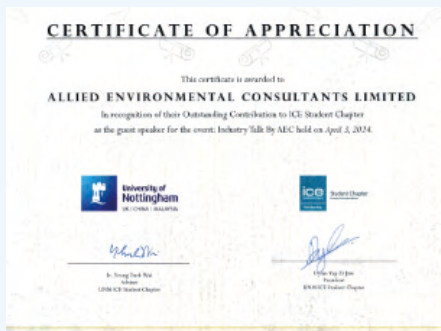 CERTIFICATE OF APPRECIATION
This certificate is awarded to
ALLIED ENVIRONMENTAL CONSULTANTS LIMITED
In recognition of their Outstanding Contribution to ICE Student Chapter
as the guest speaker for the event: Industry Talk By AEC held on April 3, 2024.
University of
Nottingham
UK | CHINA | MALAYSIA
ice
Student Chapter
Adviser
President